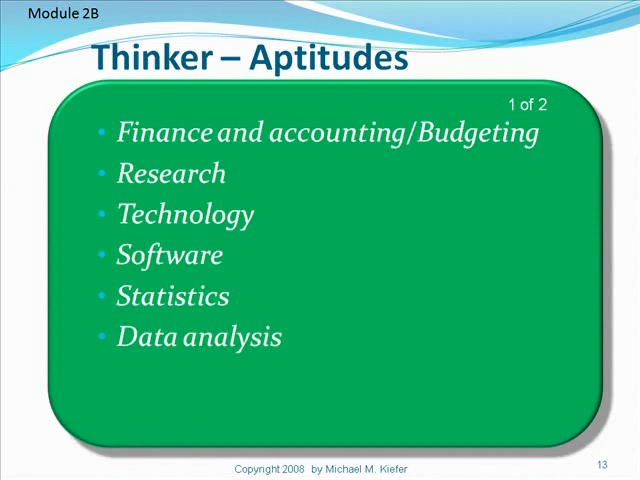 Module 2B
Thinker – Aptitudes
1 of 2
• Finance and accounting/Budgeting
• Research
• Technology
• Software
• Statistics
• Data analysis
Copyright 2008 by Michael M. Kiefer
13